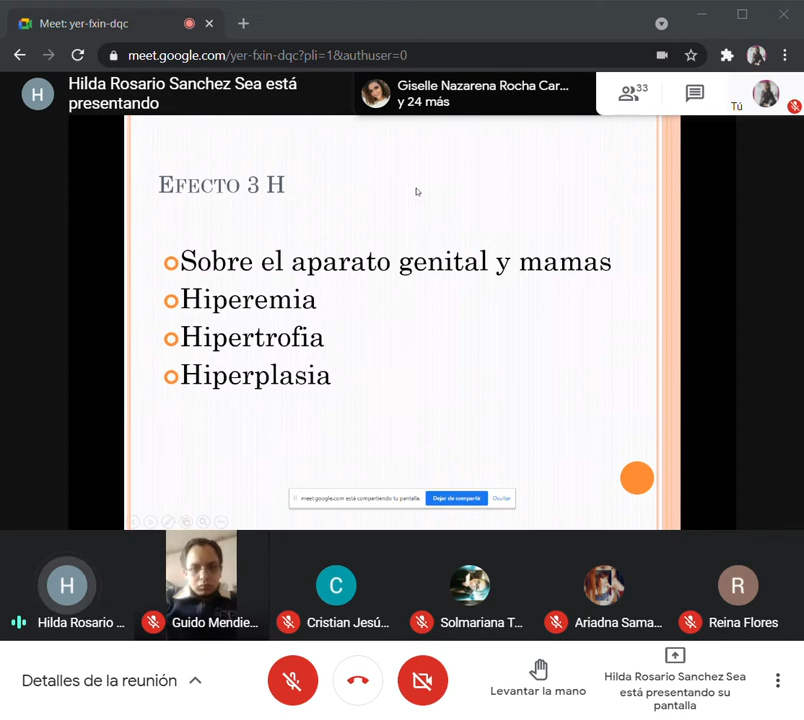 Meet: yer-fxin-dqc
meet.google.com/yer-fxin-dqc?pli=1&authuser=0
H
Hilda Rosario Sanchez Sea está
presentando
Giselle Nazarena Rocha Car...
y 24 más
33
Tú
Efecto 3 H
Sobre el aparato genital y mamas
Hiperemia
Hipertrofia
Hiperplasia
meet.google.com está compartiendo tu pantalla.
Dejar de compartir
Ocultar
H
C
R
Hilda Rosario ...
Guido Mendie...
Cristian Jesú...
Solmariana T...
Ariadna Sama...
Reina Flores
Detalles de la reunión
Levantar la mano
Hilda Rosario Sanchez Sea
está presentando su
pantalla